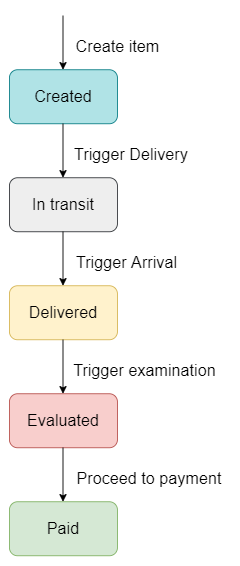 Create item
Created
Trigger Delivery
In transit
Trigger Arrival
Delivered
Trigger examination
Evaluated
Proceed to payment
Paid